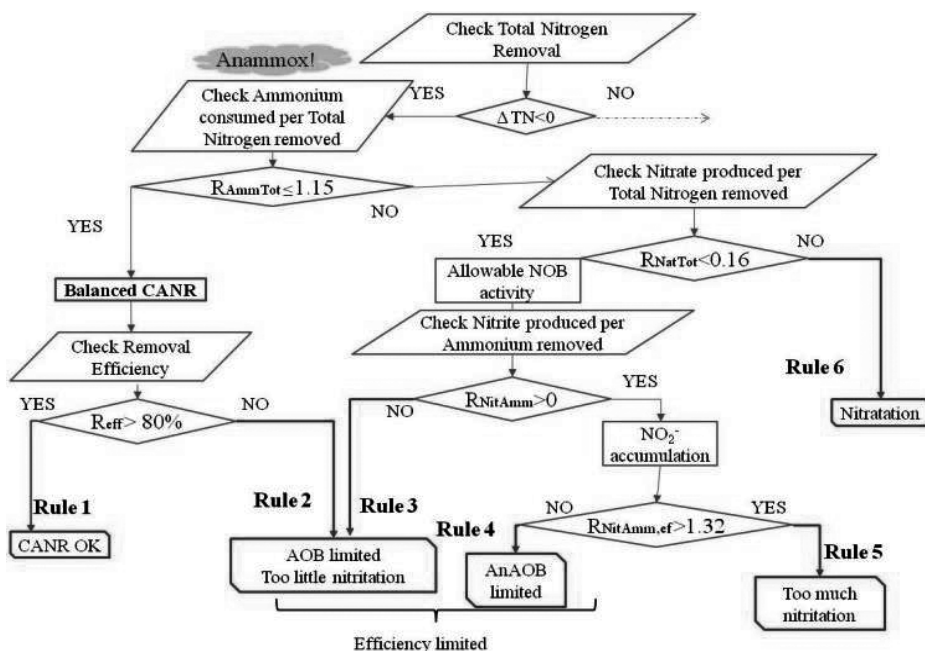 Check Total Nitrogen
Removal
Anammox!
YES
NO
Check Ammonium
consumed per Total
Nitrogen removed
Δ TN<0
RAmmTot ≤ 1.15
NO
Check Nitrate produced per
Total Nitrogen removed
YES
YES
NO
RNatTot<0.16
Allowable NOB
activity
Balanced CANR
Check Nitrite produced per
Ammonium removed
Check Removal
Efficiency
Rule 6
YES
NO
NO
YES
RNitAmm>0
Reff> 80%
Nitratation
NO₂⁻
accumulation
Rule 1
Rule 2
Rule 3
NO
YES
Rule 4
RNitAmm,ef>1.32
Rule 5
CANR OK
AOB limited
Too little nitritation
AnAOB
limited
Too much
nitritation
Efficiency limited